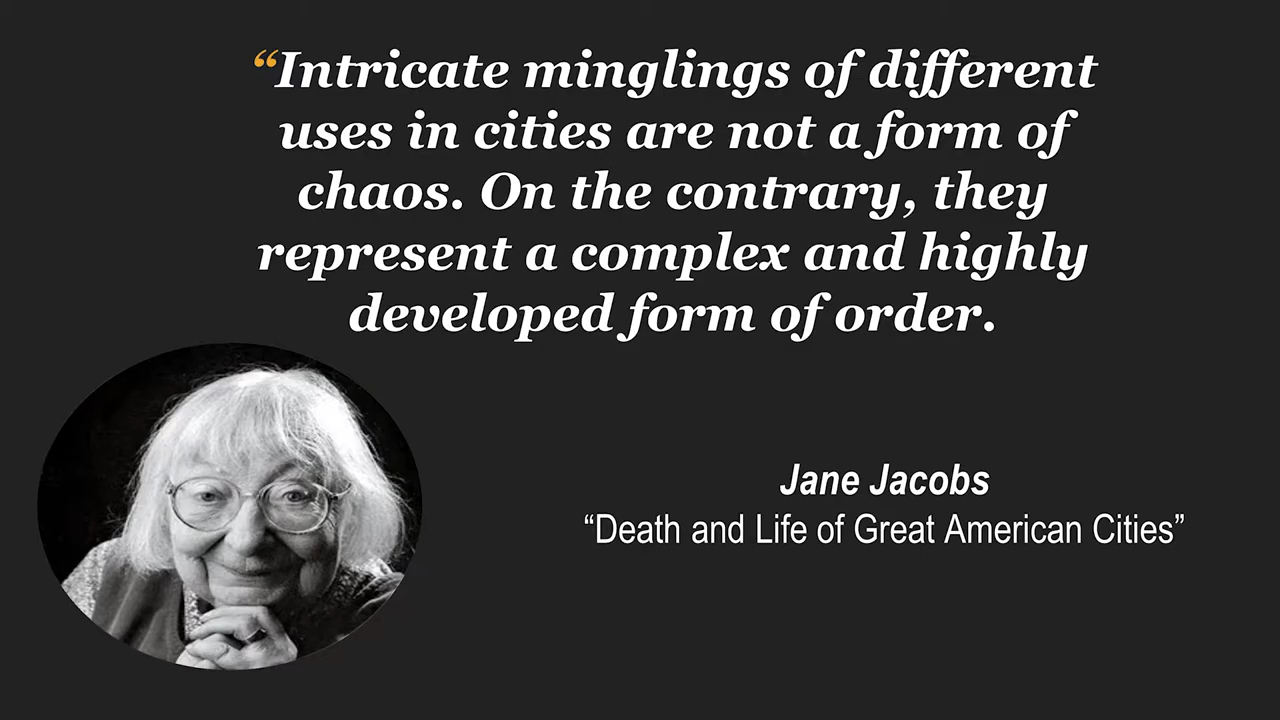 “Intricate minglings of different
uses in cities are not a form of
chaos. On the contrary, they
represent a complex and highly
developed form of order.
Jane Jacobs
“Death and Life of Great American Cities”